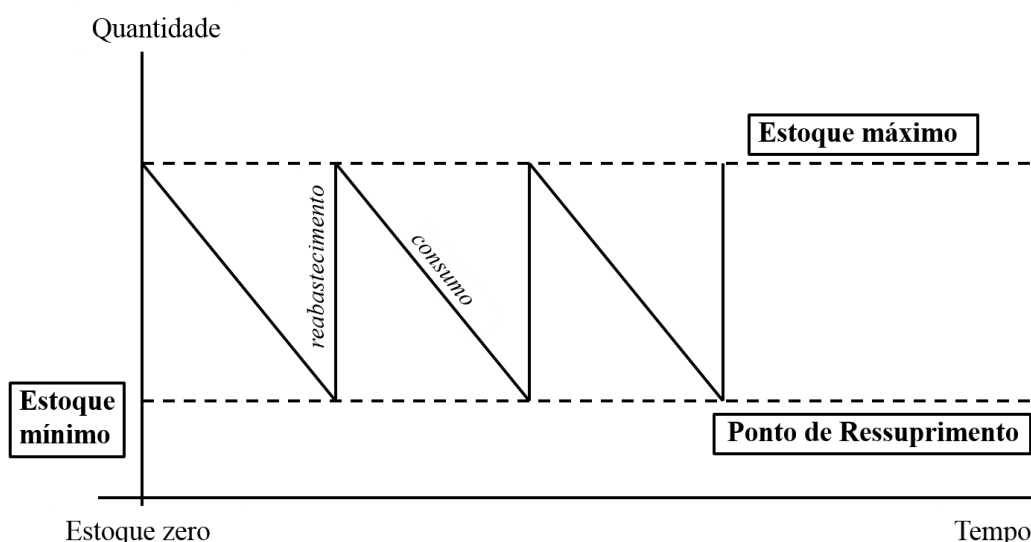 Quantidade
Estoque máximo
reabastecimento
consumo
Estoque
mínimo
Ponto de Ressuprimento
Estoque zero
Tempo